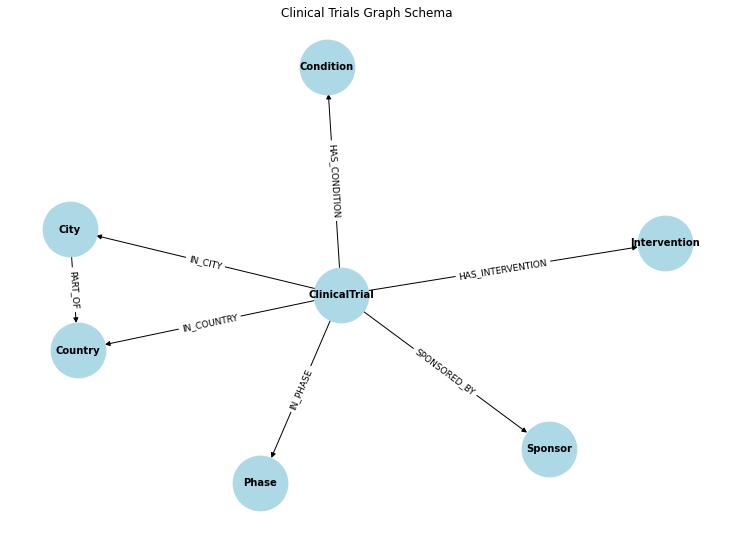 Clinical Trials Graph Schema
Condition
HAS_CONDITION
City
IN_CITY
Intervention
HAS_INTERVENTION
PART_OF
ClinicalTrial
IN_COUNTRY
Country
IN_PHASE
SPONSORED_BY
Sponsor
Phase